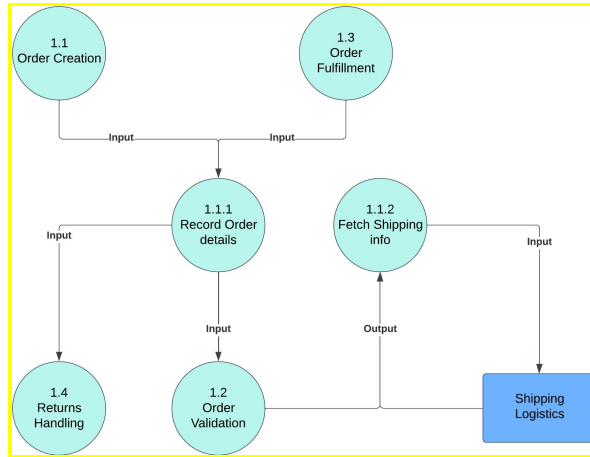 1.1
Order Creation
1.3
Order
Fulfillment
Input
Input
1.1.1
Record Order
details
1.1.2
Fetch Shipping
info
Input
Input
Input
Output
1.4
Returns
Handling
1.2
Order
Validation
Shipping
Logistics